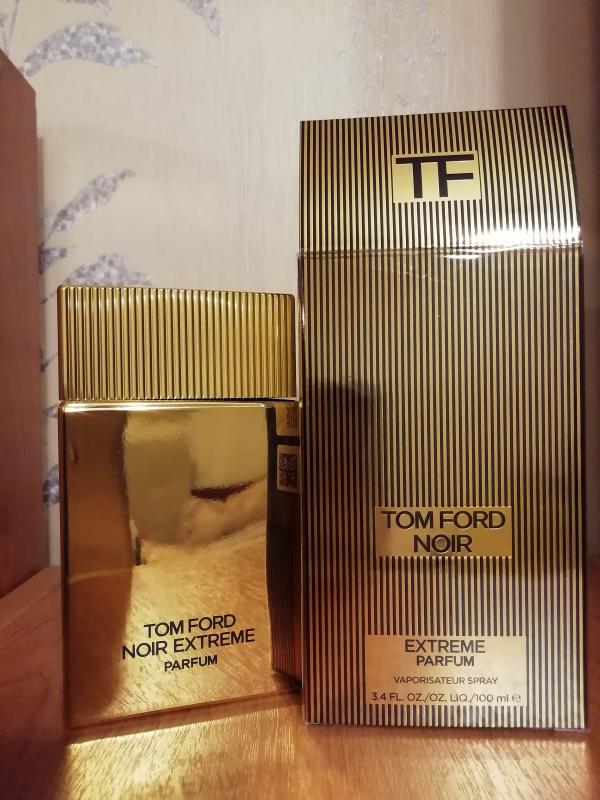 TF
TOM FORD
NOIR
EXTREME
PARFUM
VAPORISATEUR SPRAY
3.4 FL. OZ./OZ. LIQ./100 ml ℮
TOM FORD
NOIR EXTREME
PARFUM